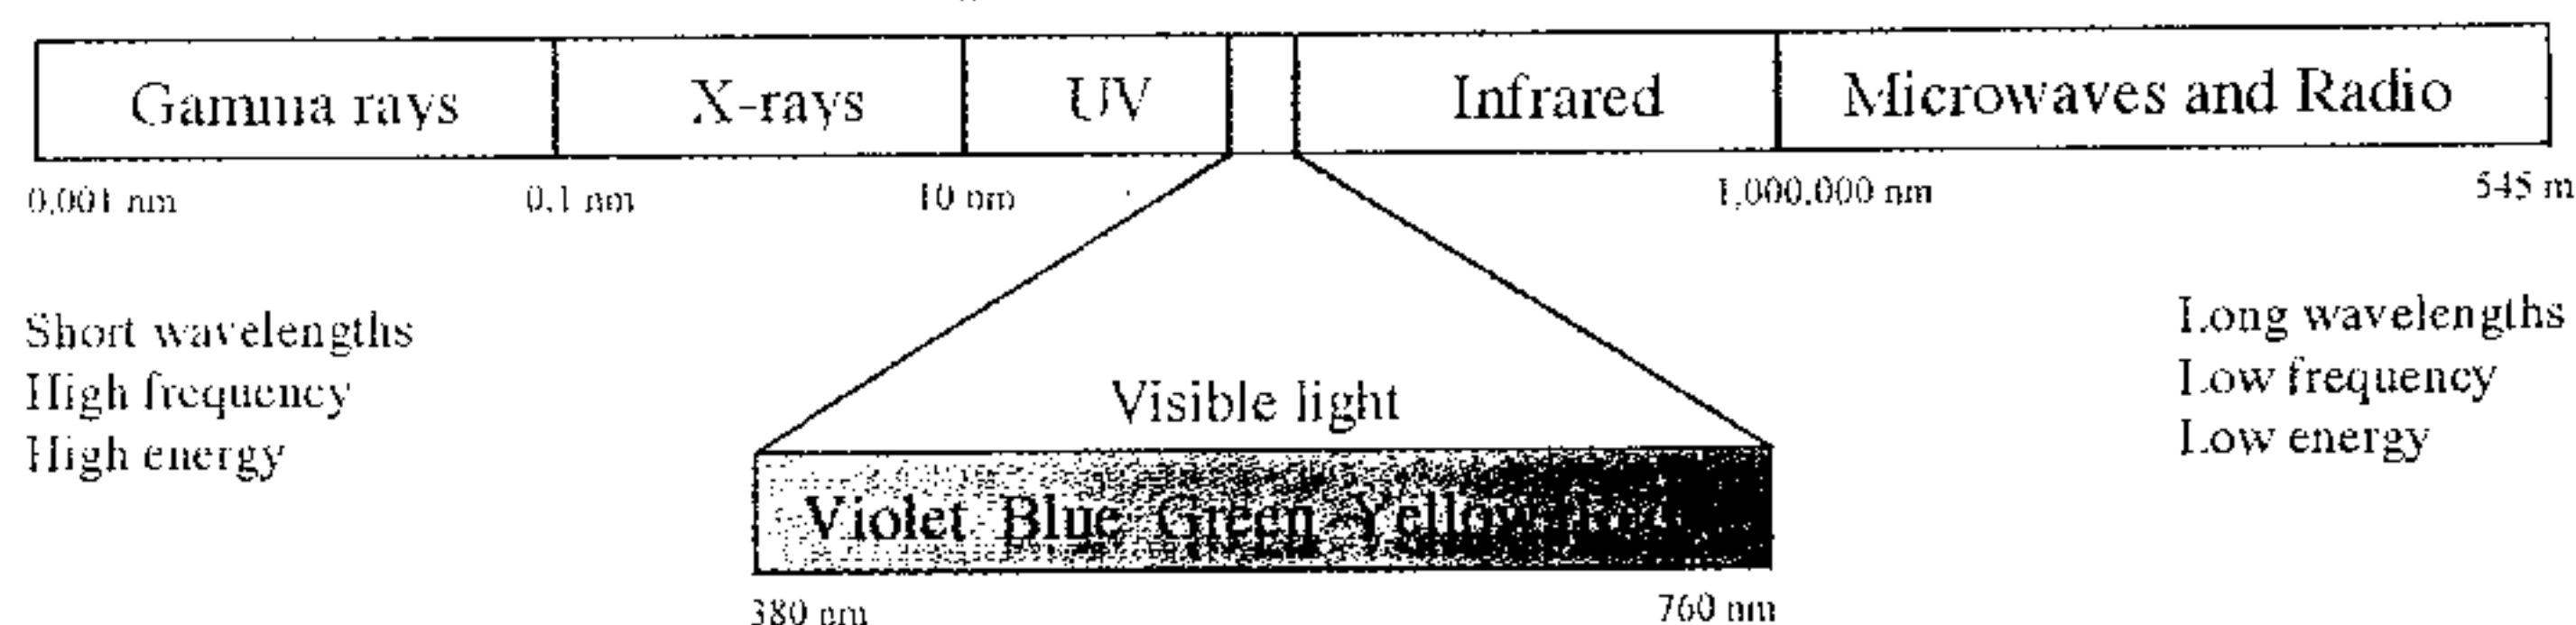 Gamma rays X-rays UV Infrared Microwaves and Radio
0.001 nm 0.1 nm 10 nm 1,000,000 nm 545 m
Short wavelengths
High frequency
High energy
Long wavelengths
Low frequency
Low energy
Visible light
Violet Blue Green Yellow Red
380 nm 760 nm